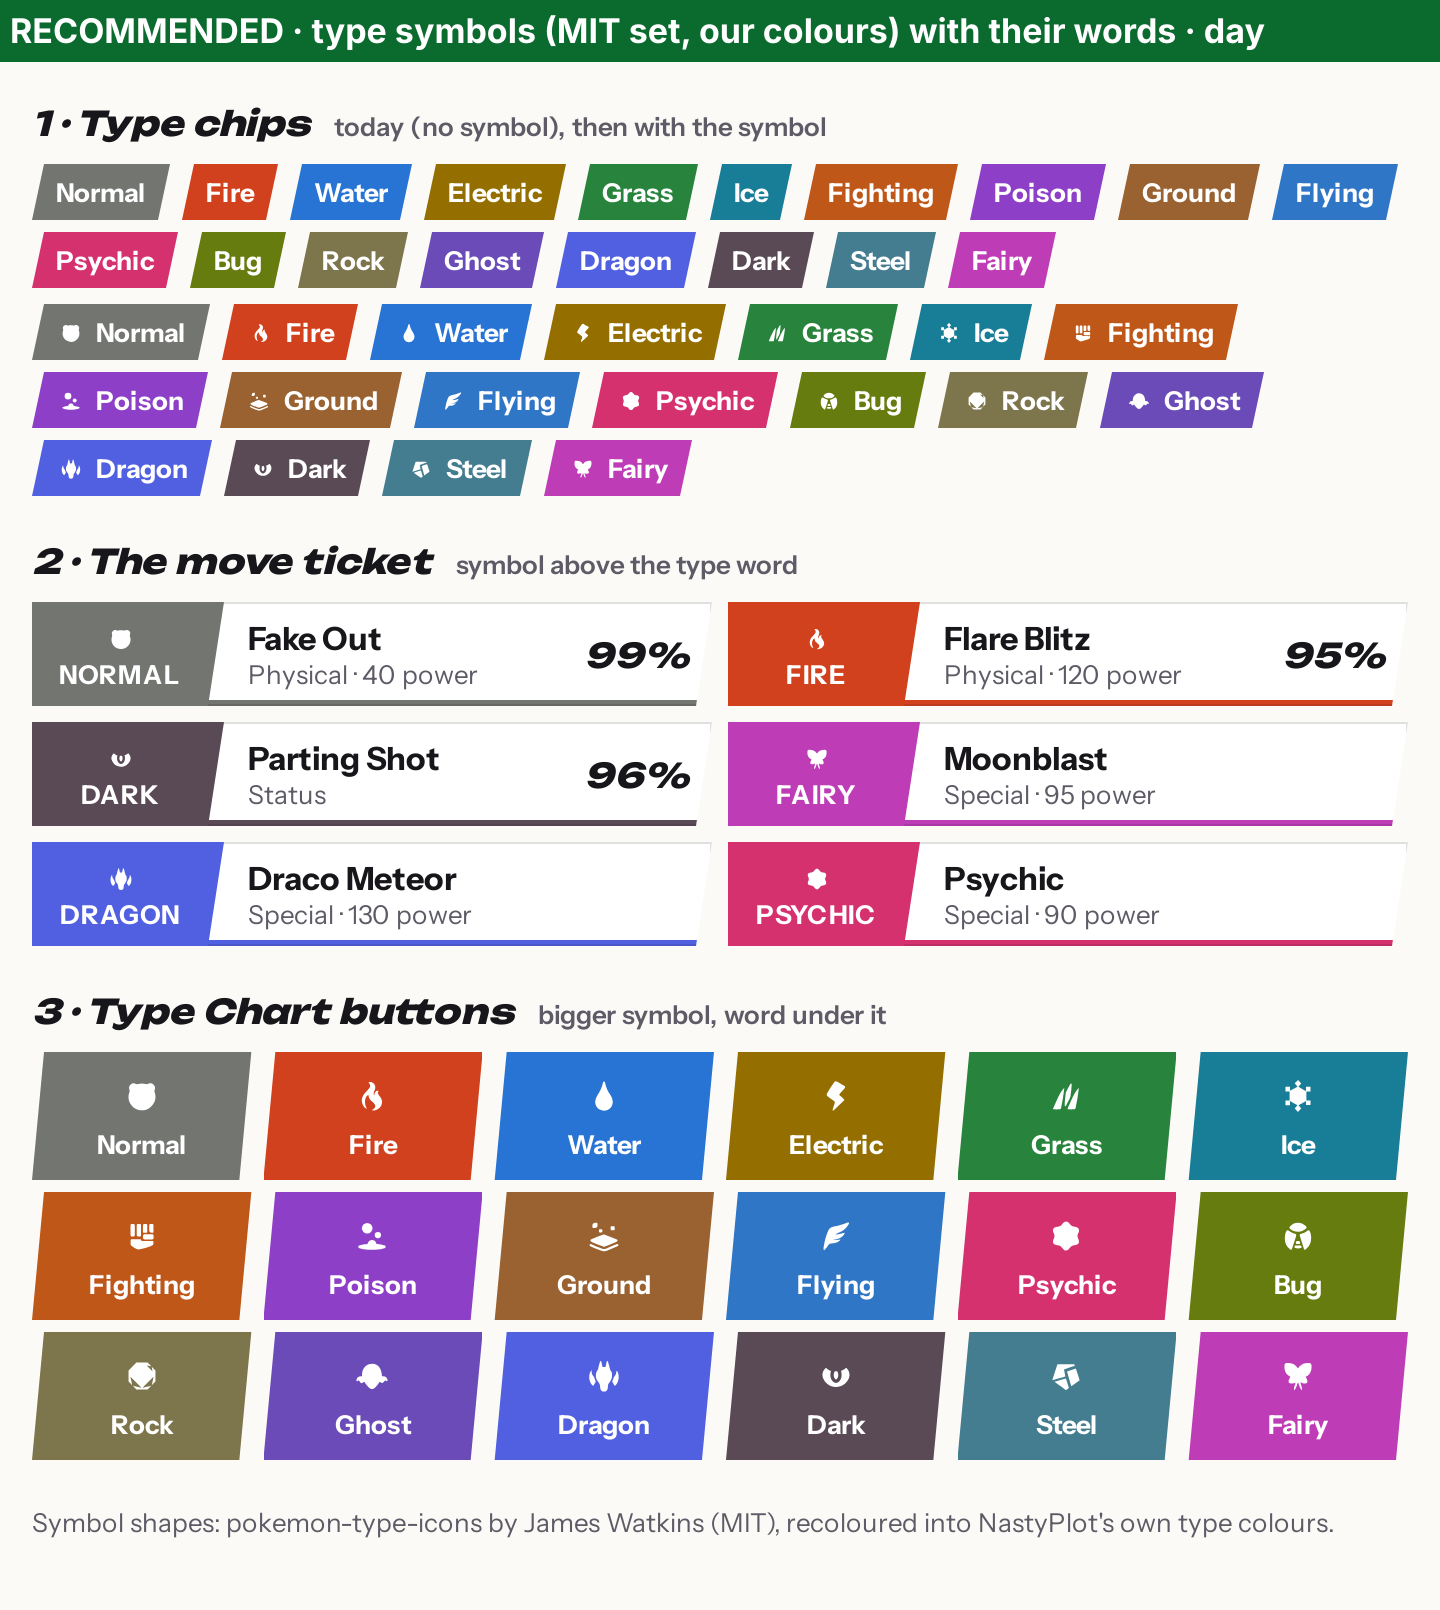 RECOMMENDED · type symbols (MIT set, our colours) with their words · day
1 · Type chips today (no symbol), then with the symbol
Normal Fire Water Electric Grass Ice Fighting Poison Ground Flying
Psychic Bug Rock Ghost Dragon Dark Steel Fairy
Normal Fire Water Electric Grass Ice Fighting
Poison Ground Flying Psychic Bug Rock Ghost
Dragon Dark Steel Fairy
2 · The move ticket symbol above the type word
NORMAL Fake Out 99%
Physical · 40 power
FIRE Flare Blitz 95%
Physical · 120 power
DARK Parting Shot 96%
Status
FAIRY Moonblast
Special · 95 power
DRAGON Draco Meteor
Special · 130 power
PSYCHIC Psychic
Special · 90 power
3 · Type Chart buttons bigger symbol, word under it
Normal Fire Water Electric Grass Ice
Fighting Poison Ground Flying Psychic Bug
Rock Ghost Dragon Dark Steel Fairy
Symbol shapes: pokemon-type-icons by James Watkins (MIT), recoloured into NastyPlot's own type colours.